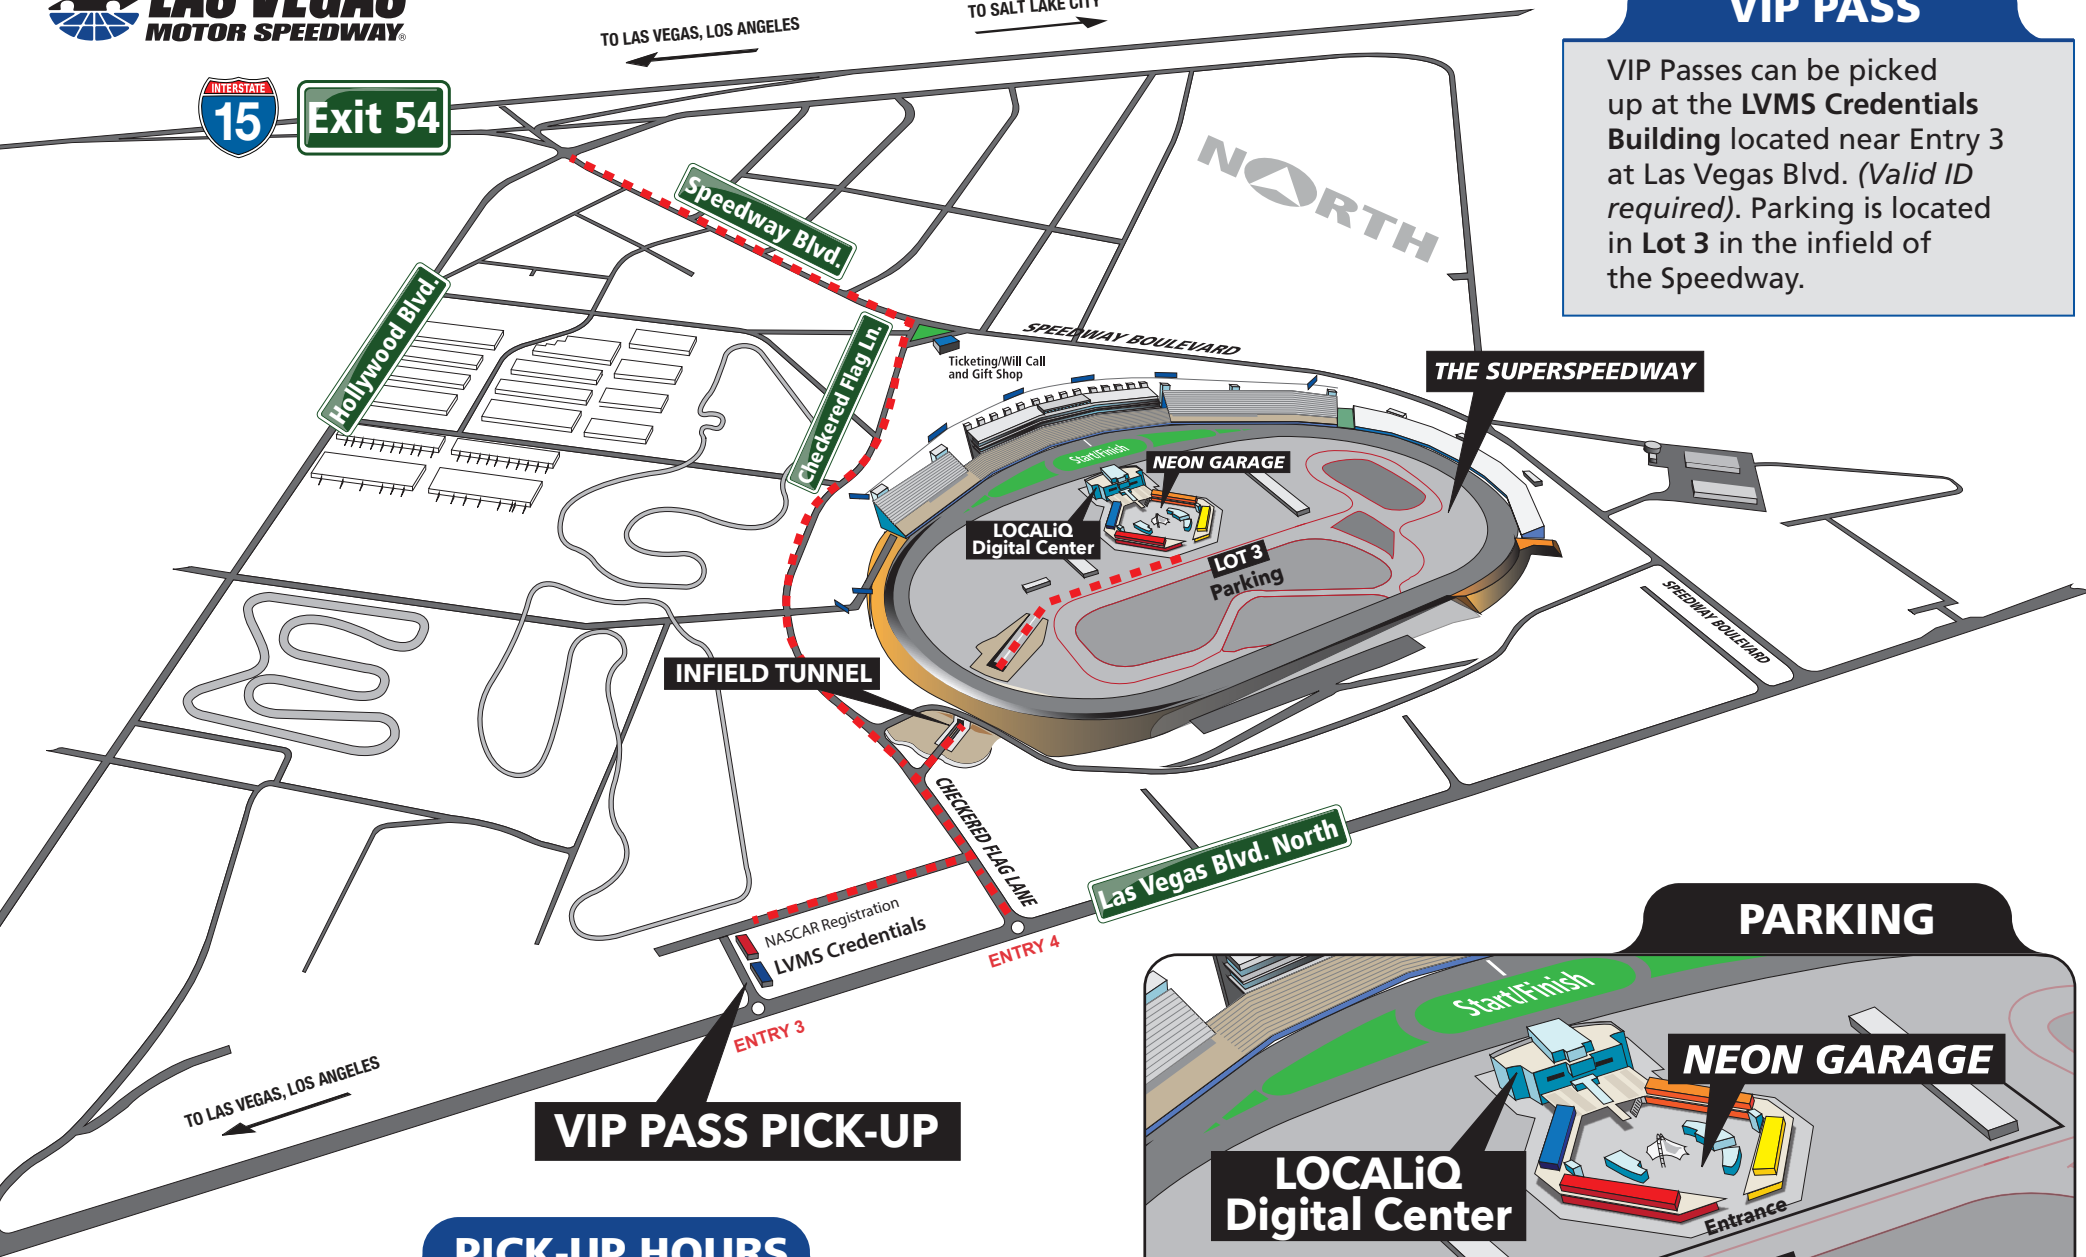 LAS VEGAS
MOTOR SPEEDWAY®
TO LAS VEGAS, LOS ANGELES
TO SALT LAKE CITY
VIP PASS
VIP Passes can be picked
up at the LVMS Credentials
Building located near Entry 3
at Las Vegas Blvd. (Valid ID
required). Parking is located
in Lot 3 in the infield of
the Speedway.
INTERSTATE
15
Exit 54
NORTH
Speedway Blvd.
Hollywood Blvd.
Checkered Flag Ln.
SPEEDWAY BOULEVARD
Ticketing/Will Call
and Gift Shop
THE SUPERSPEEDWAY
Start/Finish
NEON GARAGE
LOCALiQ
Digital Center
LOT 3
Parking
SPEEDWAY BOULEVARD
INFIELD TUNNEL
CHECKERED FLAG LANE
Las Vegas Blvd. North
NASCAR Registration
LVMS Credentials
ENTRY 4
ENTRY 3
TO LAS VEGAS, LOS ANGELES
VIP PASS PICK-UP
PICK-UP HOURS
PARKING
Start/Finish
NEON GARAGE
LOCALiQ
Digital Center
Entrance